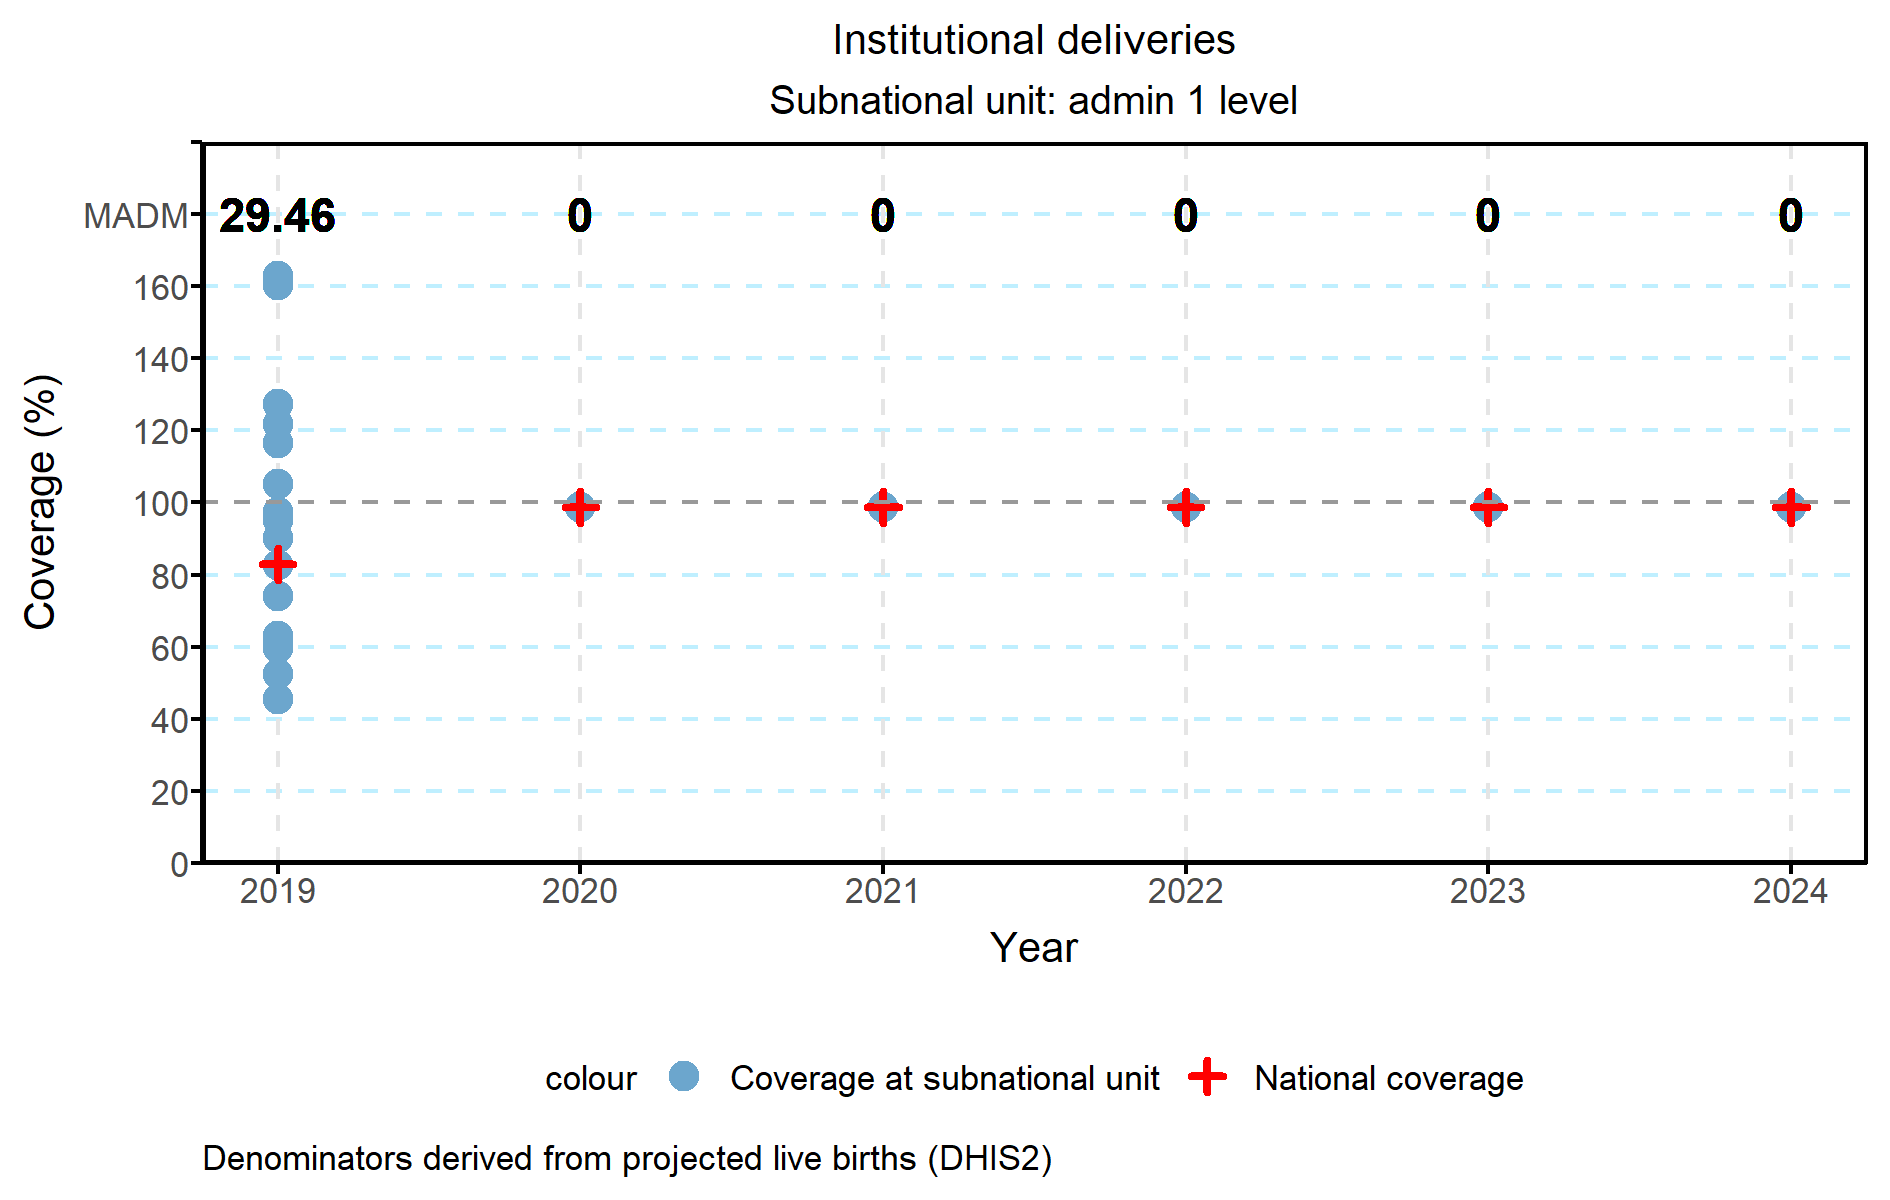 Institutional deliveries
Subnational unit: admin 1 level
MADM 29.46 0 0 0 0 0
160
140
120
100
80
60
40
20
0
Coverage (%)
2019 2020 2021 2022 2023 2024
Year
colour Coverage at subnational unit National coverage
Denominators derived from projected live births (DHIS2)